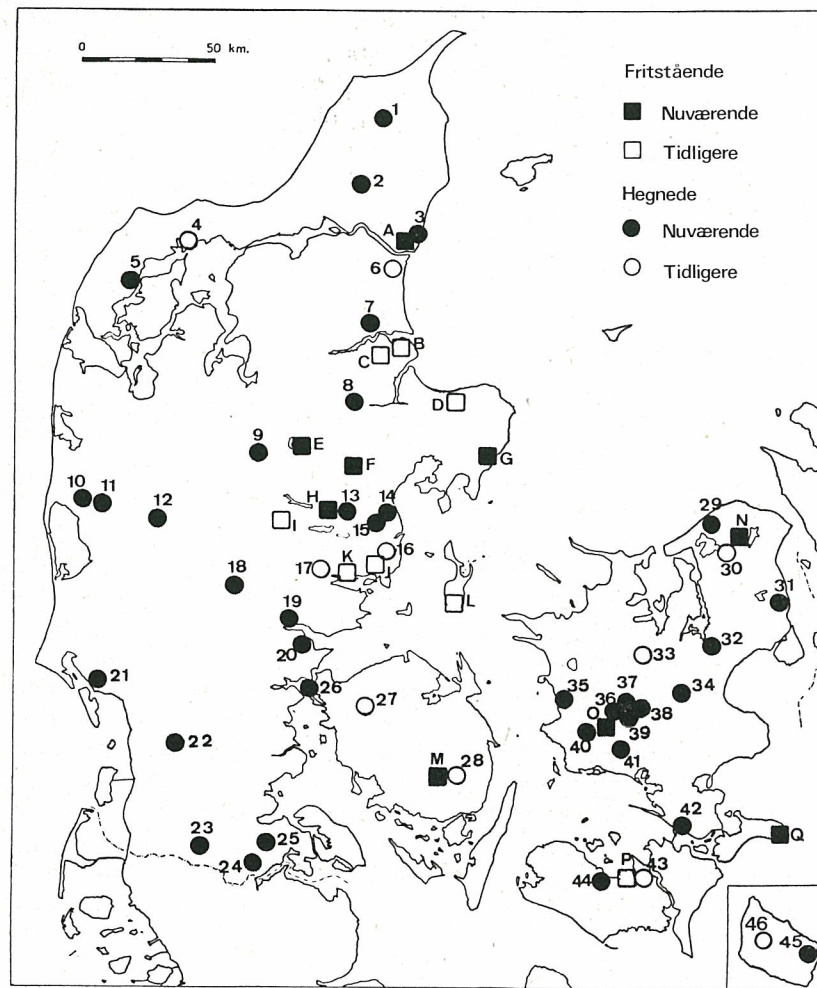 0 50 km.
Fritstående
Nuværende
Tidligere
Hegnede
Nuværende
Tidligere
1
2
3
A
4
5
6
7
B
C
8
D
9
E
F
G
10
11
12
H
13
14
15
I
16
17
K
J
L
18
19
20
21
22
23
24
25
26
27
M
28
29
N
30
31
32
33
34
35
36
37
38
39
O
40
41
42
Q
P
43
44
46
45